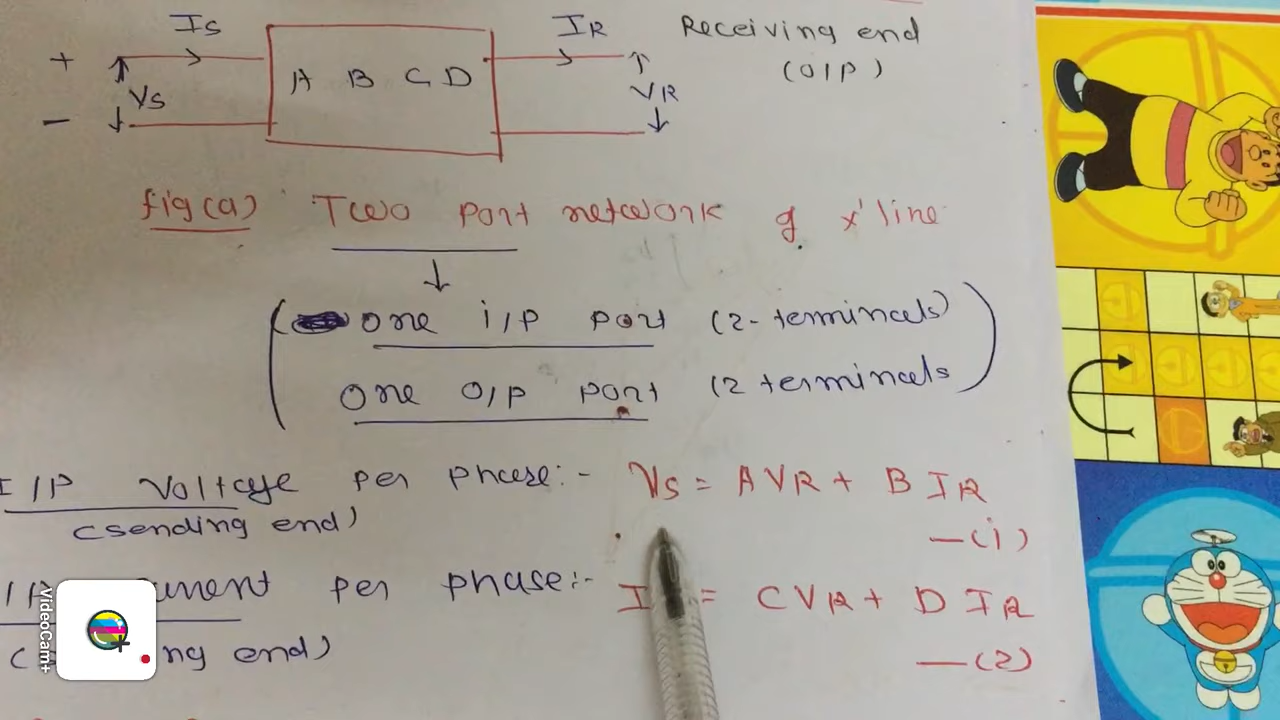 IS IR Receiving end
+ A B C D (O/P)
VS VR
-
fig(a) Two port network of x' line
(one i/p port (2-terminals)
one o/p port (2 terminals)
I/P Voltage per phase:- VS = AVR + BIR
(sending end) —(1)
per phase:- I = CVR + DIR
end) —(2)
VideoCam+